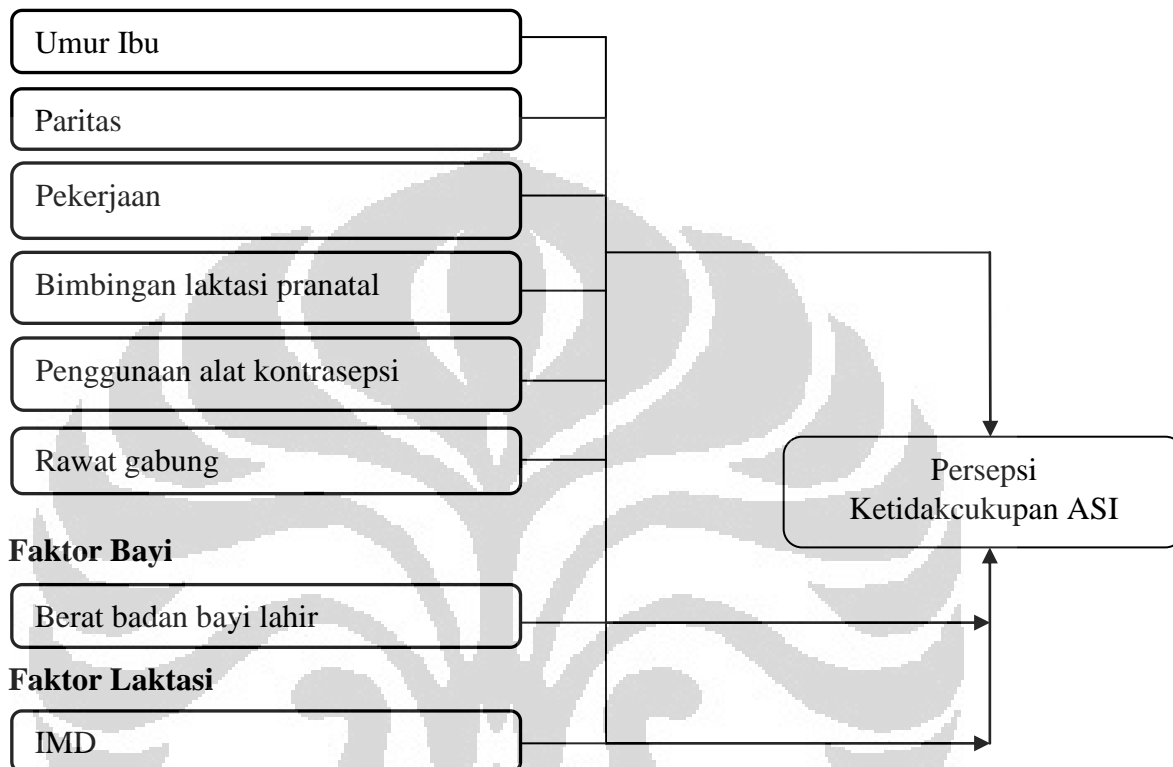 Umur Ibu
Paritas
Pekerjaan
Bimbingan laktasi pranatal
Penggunaan alat kontrasepsi
Rawat gabung
Persepsi
Ketidakcukupan ASI
Faktor Bayi
Berat badan bayi lahir
Faktor Laktasi
IMD